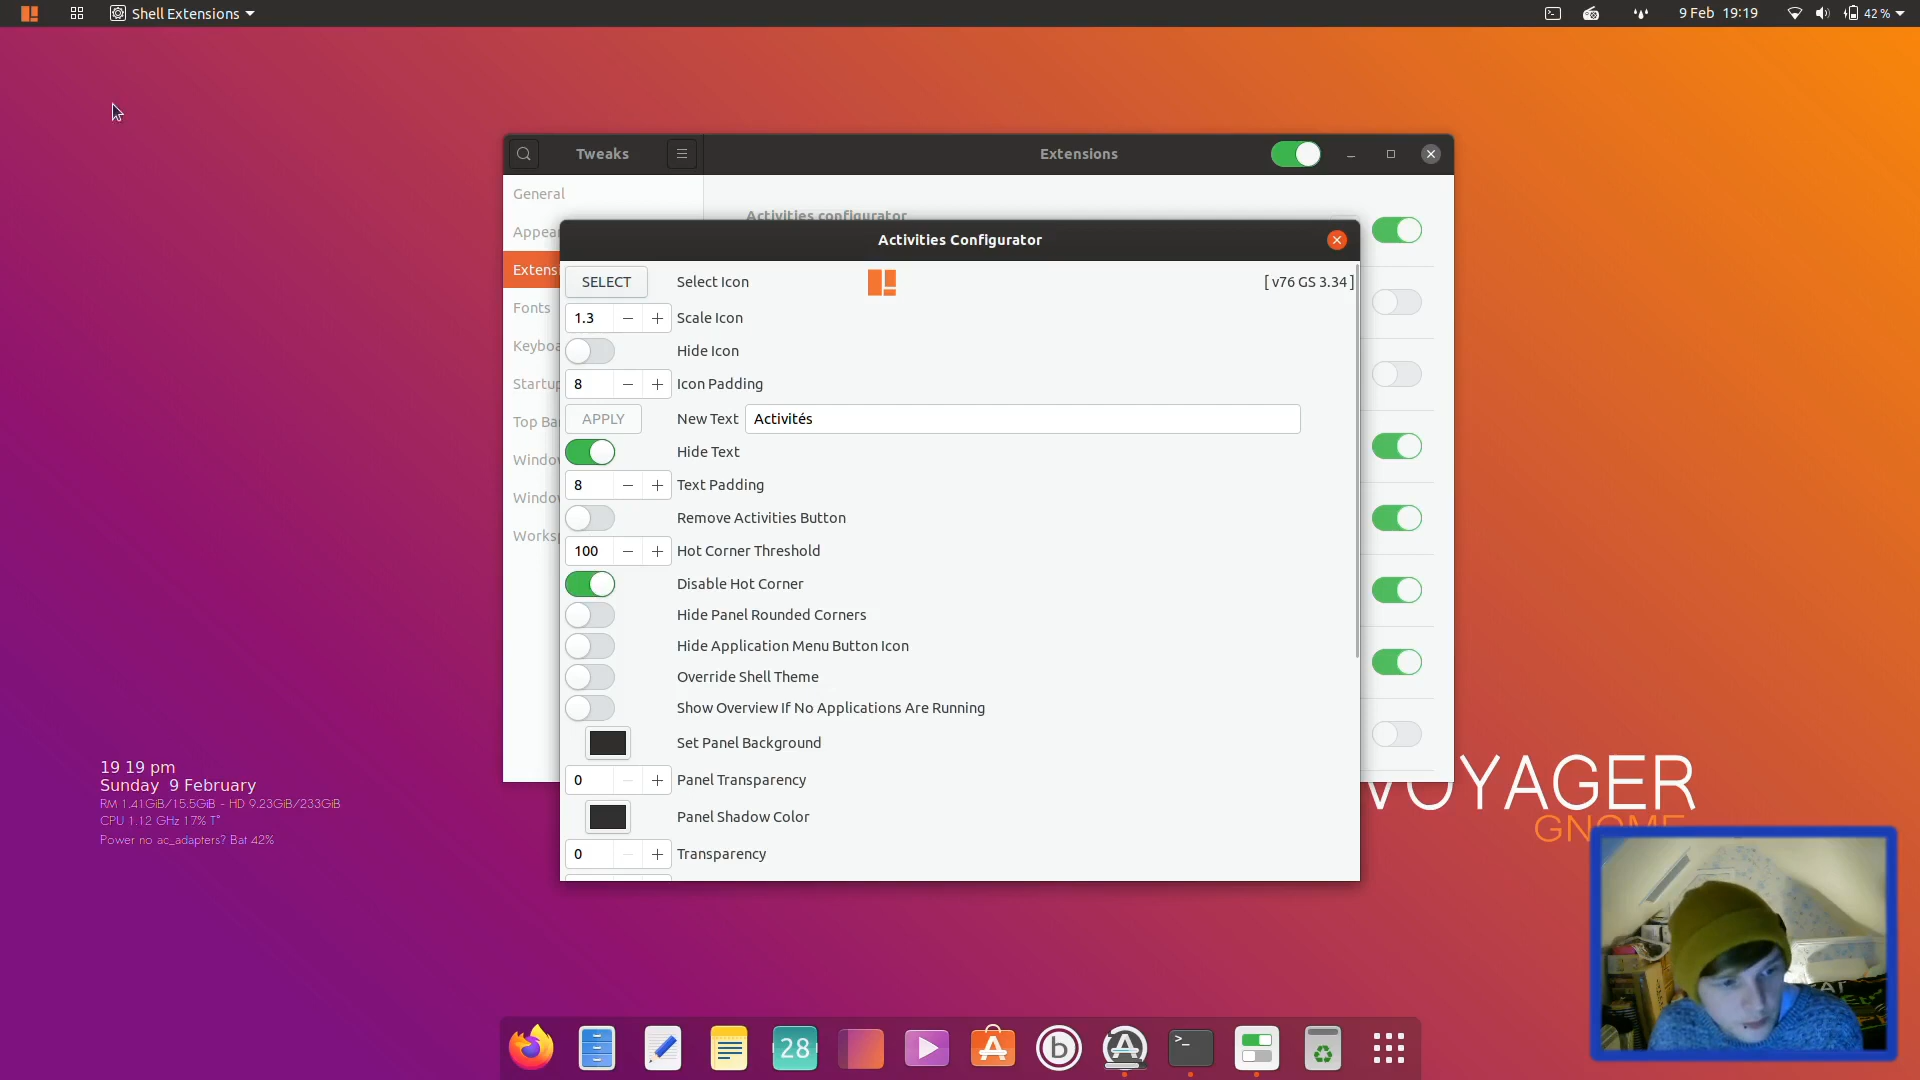 Shell Extensions
9 Feb 19:19
42 %
Tweaks
Extensions
General
Activities configurator
Appea
Activities Configurator
Extens
SELECT Select Icon [ v76 GS 3.34 ]
Fonts
1.3 − + Scale Icon
Keyboa
Hide Icon
Startup
8 − + Icon Padding
Top Ba
APPLY New Text Activités
Windo
Hide Text
Windo
8 − + Text Padding
Works
Remove Activities Button
100 − + Hot Corner Threshold
Disable Hot Corner
Hide Panel Rounded Corners
Hide Application Menu Button Icon
Override Shell Theme
Show Overview If No Applications Are Running
Set Panel Background
0 − + Panel Transparency
Panel Shadow Color
0 − + Transparency
19 19 pm
Sunday 9 February
RM 1.41GiB/15.5GiB - HD 9.23GiB/233GiB
CPU 1.12 GHz 17% T°
Power no ac_adapters? Bat 42%
VOYAGER
GNOME
28
b
>_